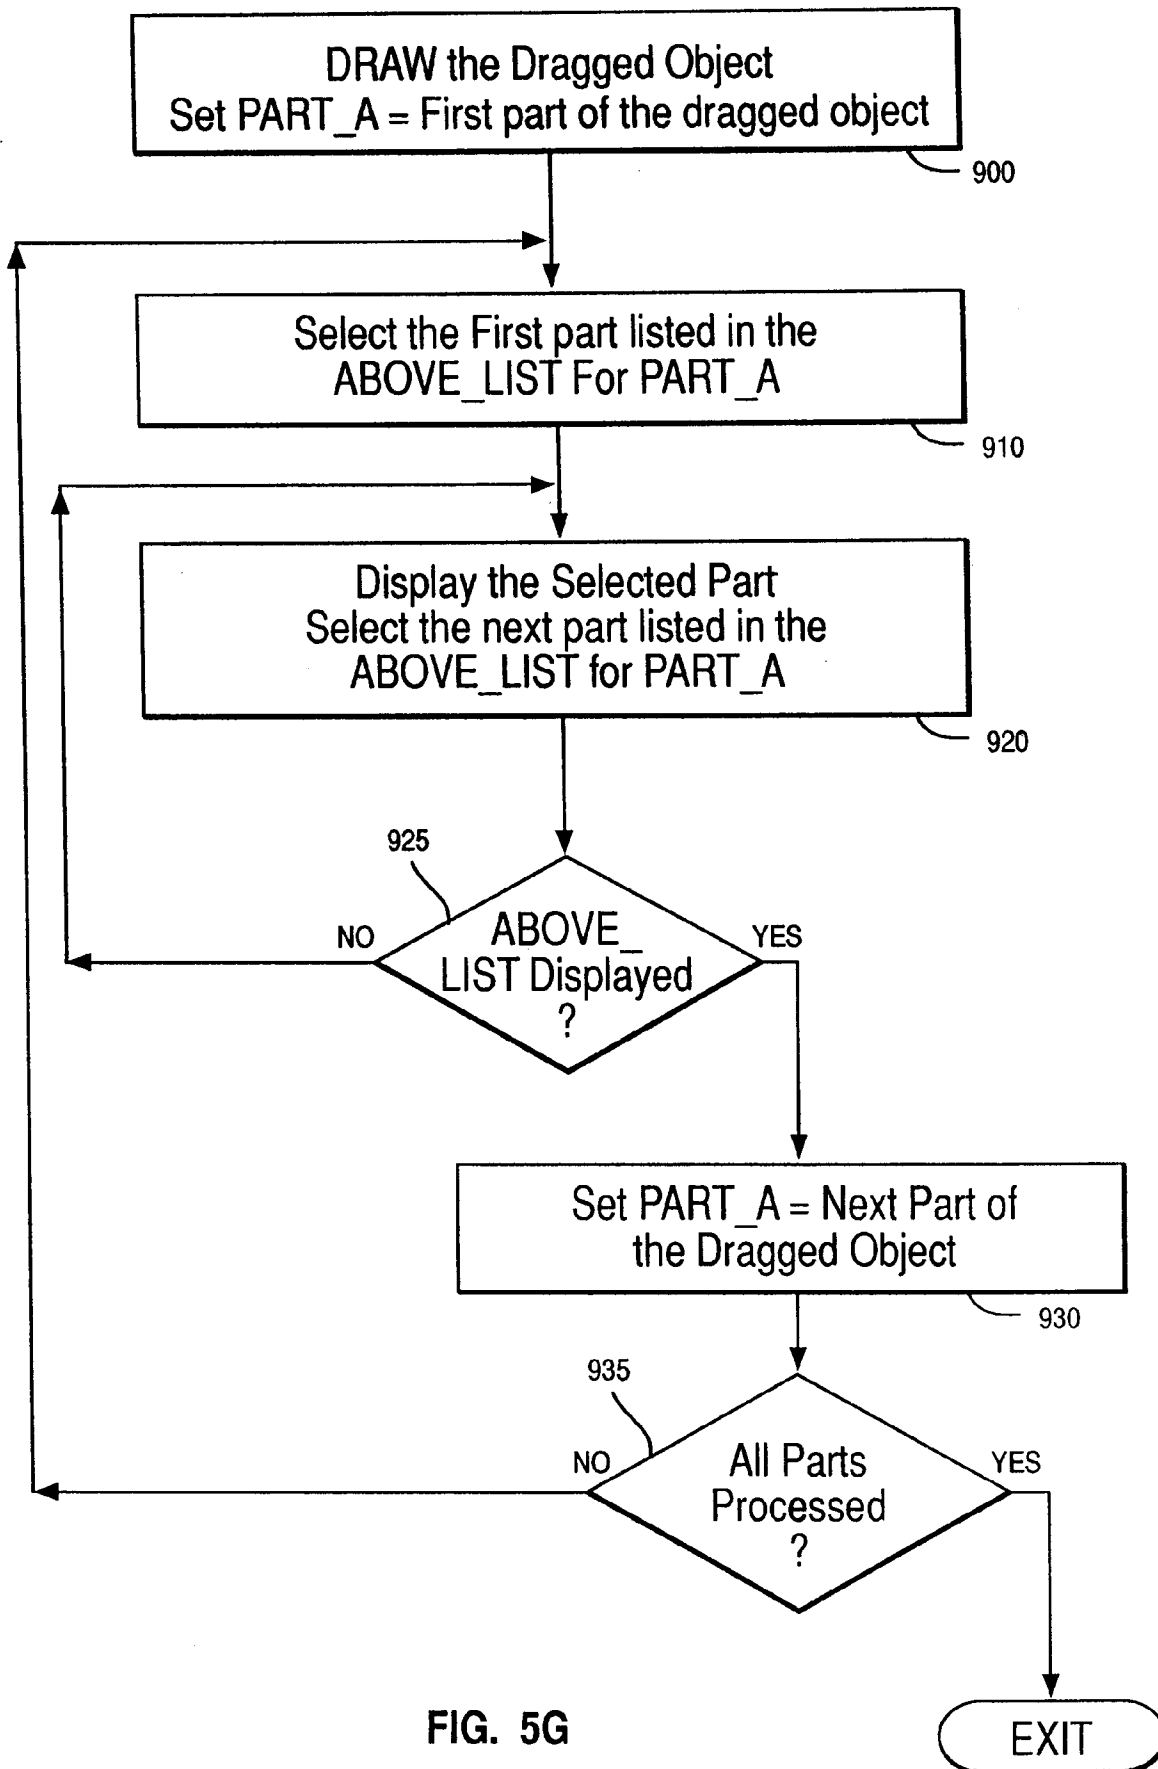 DRAW the Dragged Object
Set PART_A = First part of the dragged object
900
Select the First part listed in the
ABOVE_LIST For PART_A
910
Display the Selected Part
Select the next part listed in the
ABOVE_LIST for PART_A
920
925
NO
ABOVE_
LIST Displayed
?
YES
Set PART_A = Next Part of
the Dragged Object
930
935
NO
All Parts
Processed
?
YES
FIG. 5G
EXIT